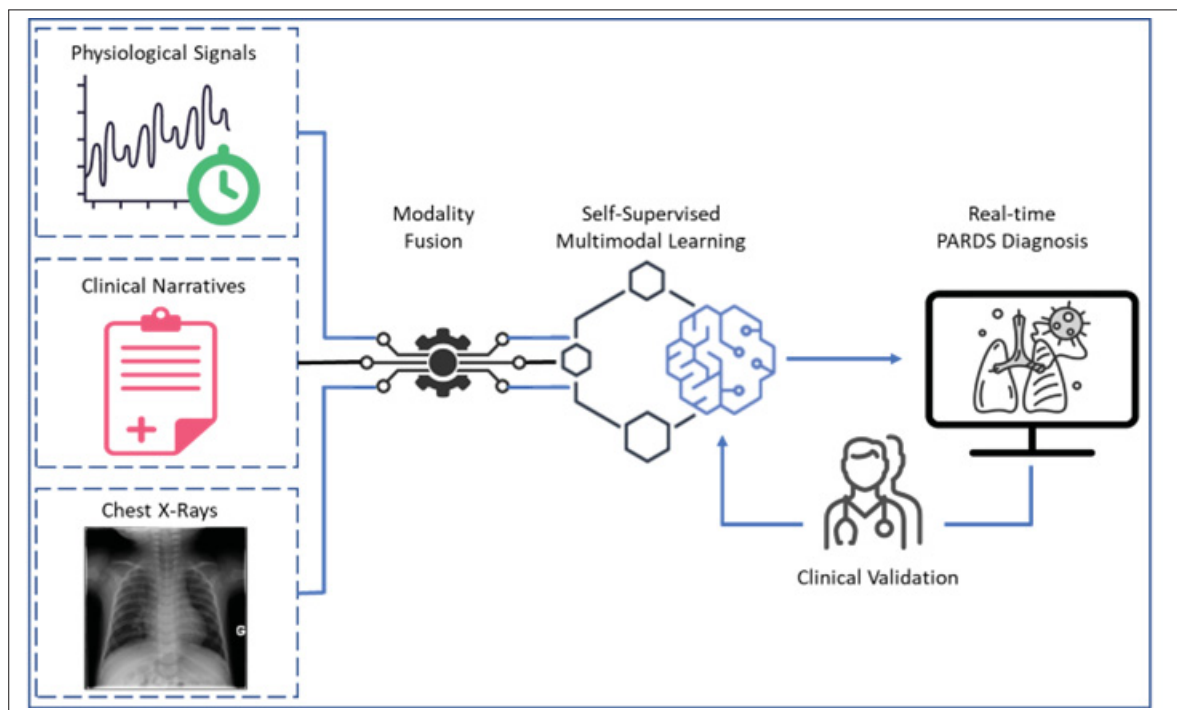 Physiological Signals
Clinical Narratives
Chest X-Rays
G
Modality
Fusion
Self-Supervised
Multimodal Learning
Real-time
PARDS Diagnosis
Clinical Validation